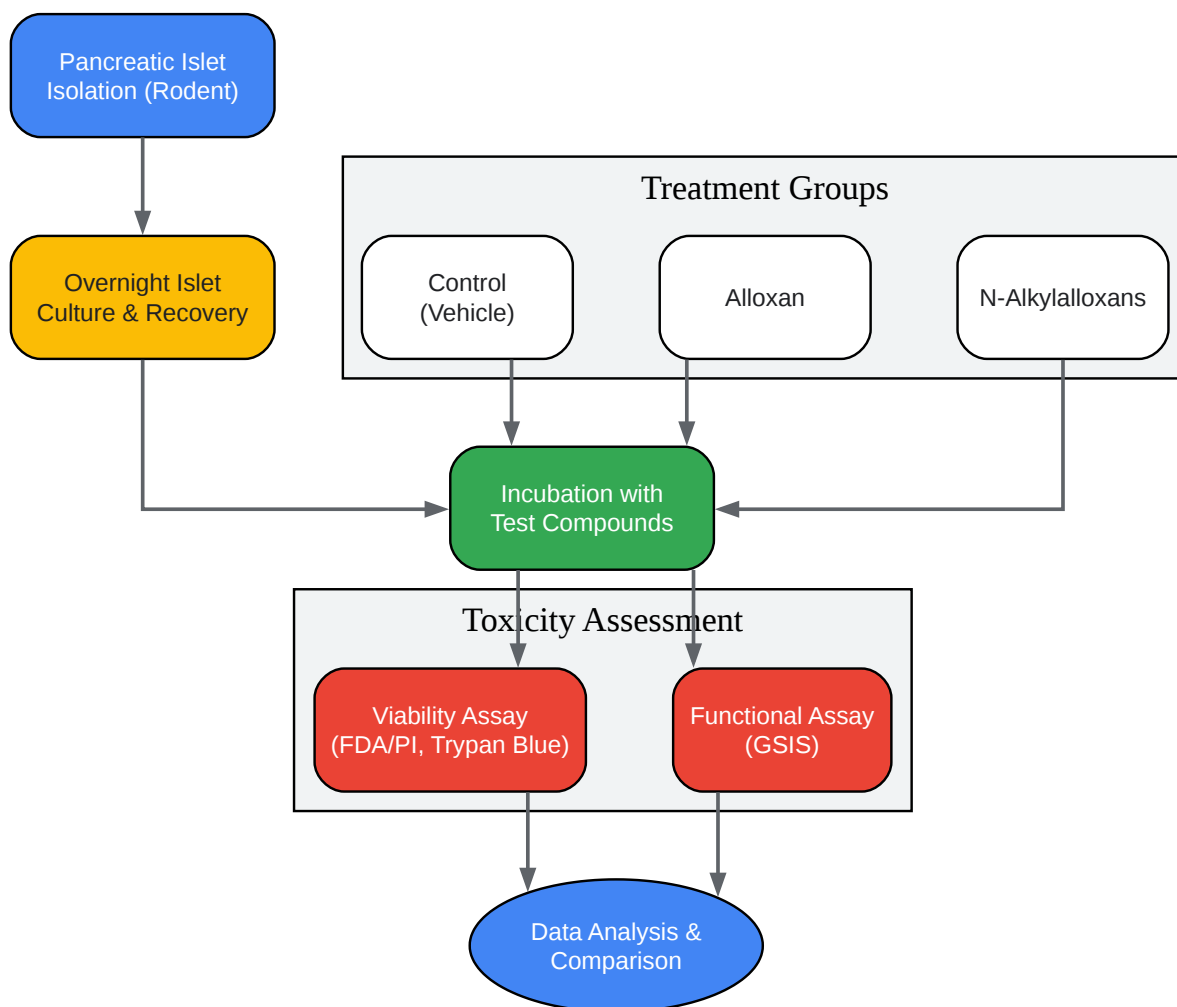 Pancreatic Islet
Isolation (Rodent)
Treatment Groups
Overnight Islet
Culture & Recovery
Control
(Vehicle)
Alloxan
N-Alkylalloxans
Incubation with
Test Compounds
Toxicity Assessment
Viability Assay
(FDA/PI, Trypan Blue)
Functional Assay
(GSIS)
Data Analysis &
Comparison